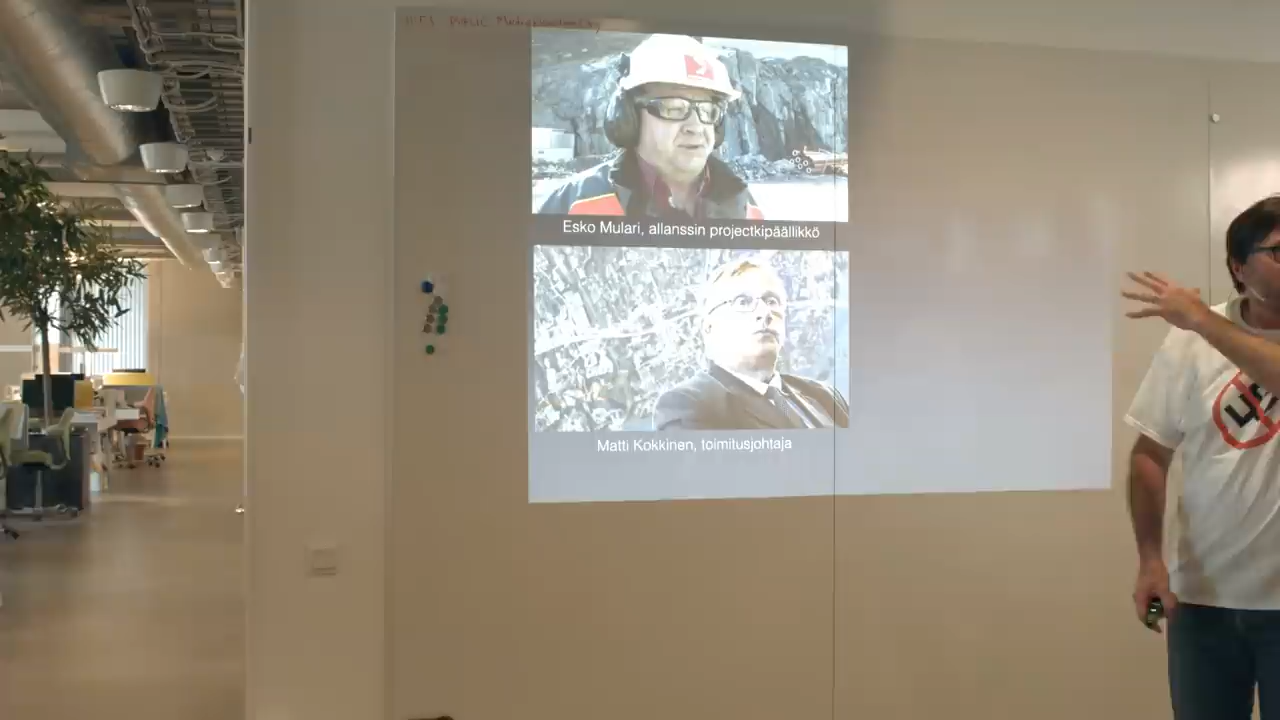 Esko Mulari, allanssin projectkipäällikkö
Matti Kokkinen, toimitusjohtaja